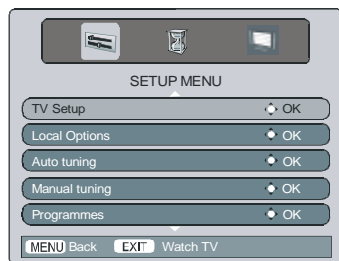 SETUP MENU
TV Setup OK
Local Options OK
Auto tuning OK
Manual tuning OK
Programmes OK
MENU Back EXIT Watch TV